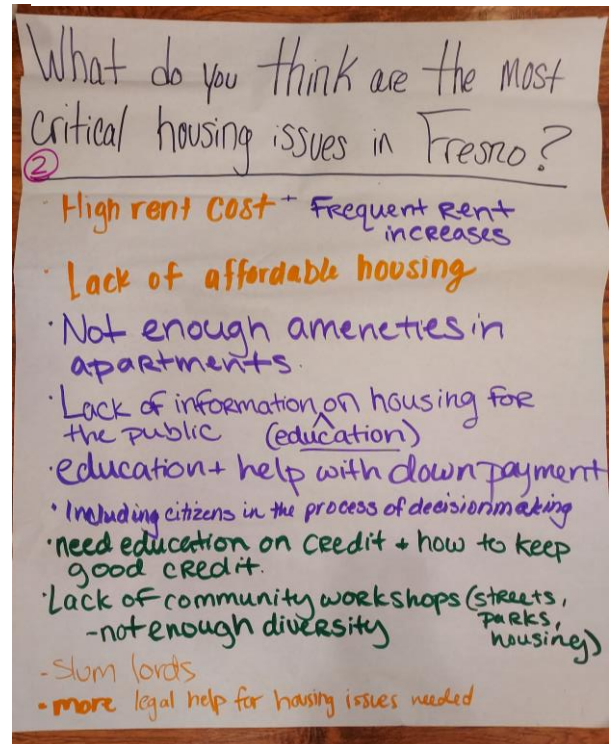 What do you think are the most
critical housing issues in Fresno?
2
· High rent cost + Frequent Rent
increases
· Lack of affordable housing
· Not enough ameneties in
apartments.
· Lack of information ^ on housing for
the public (education)
· education + help with down payment
· Including citizens in the process of decisionmaking
· need education on credit + how to keep
good credit.
· Lack of community workshops (streets,
parks,
- not enough diversity
housing)
- slum lords
- more legal help for housing issues needed